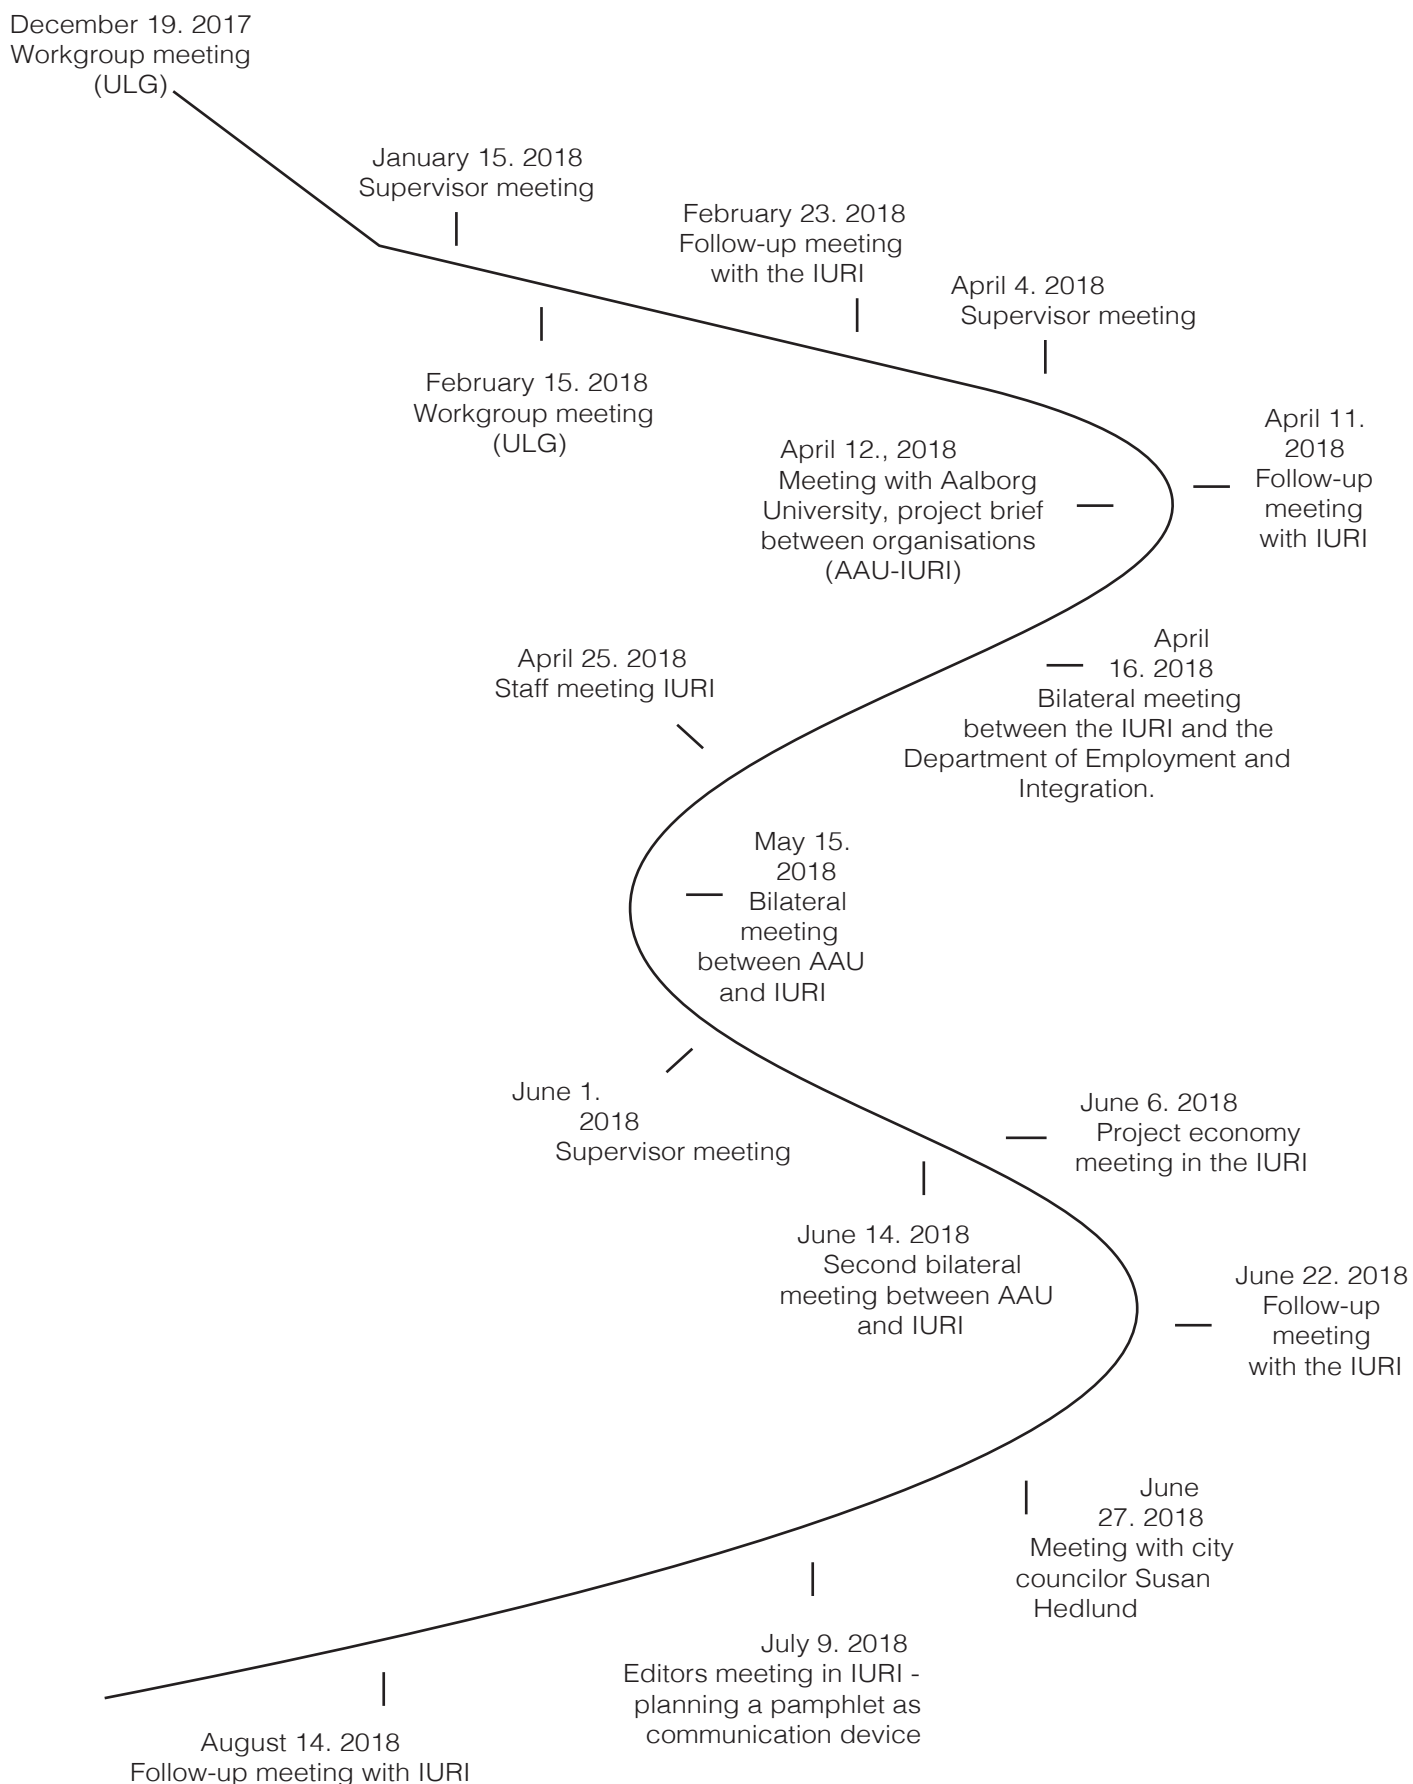 December 19. 2017
Workgroup meeting
(ULG)
January 15. 2018
Supervisor meeting
February 15. 2018
Workgroup meeting
(ULG)
February 23. 2018
Follow-up meeting
with the IURI
April 4. 2018
Supervisor meeting
April 11.
2018
Follow-up
meeting
with IURI
April 12., 2018
Meeting with Aalborg
University, project brief
between organisations
(AAU-IURI)
April
16. 2018
Bilateral meeting
between the IURI and the
Department of Employment and
Integration.
April 25. 2018
Staff meeting IURI
May 15.
2018
Bilateral
meeting
between AAU
and IURI
June 1.
2018
Supervisor meeting
June 6. 2018
Project economy
meeting in the IURI
June 14. 2018
Second bilateral
meeting between AAU
and IURI
June 22. 2018
Follow-up
meeting
with the IURI
June
27. 2018
Meeting with city
councilor Susan
Hedlund
July 9. 2018
Editors meeting in IURI -
planning a pamphlet as
communication device
August 14. 2018
Follow-up meeting with IURI